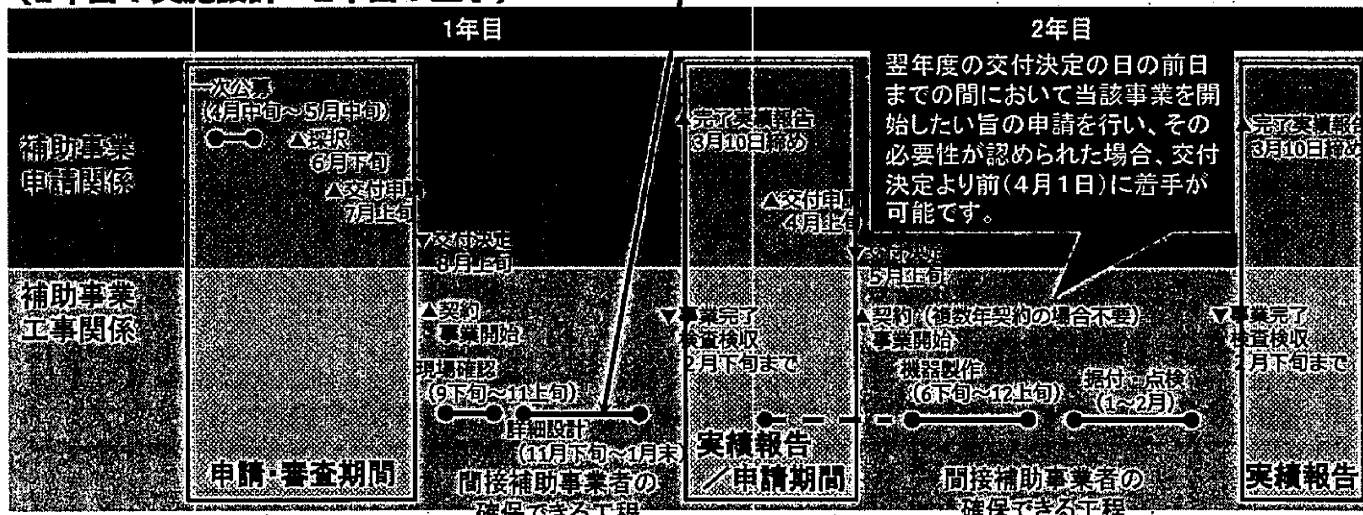 1年目
2年目
補助事業
申請関係
一次公募
(4月中旬～5月中旬)
▲採択
6月下旬
▲交付申請
7月上旬
▼交付決定
8月上旬
▲完了実績報告
3月10日締め
▲交付申請
4月上旬
▼交付決定
5月上旬
翌年度の交付決定の日の前日
までの間において当該事業を開
始したい旨の申請を行い、その
必要性が認められた場合、交付
決定より前(4月1日)に着手が
可能です。
▲完了実績報告
3月10日締め
補助事業
工事関係
▲契約
事業開始
現場確認
(9下旬～11上旬)
詳細設計
(11月下旬～1月末)
▼事業完了
検査検収
2月下旬まで
▲契約(複数年契約の場合不要)
事業開始
機器製作
(6下旬～12上旬)
据付・点検
(1～2月)
▼事業完了
検査検収
2月下旬まで
申請・審査期間
間接補助事業者の
確保できる工程
実績報告
／申請期間
間接補助事業者の
確保できる工程
実績報告